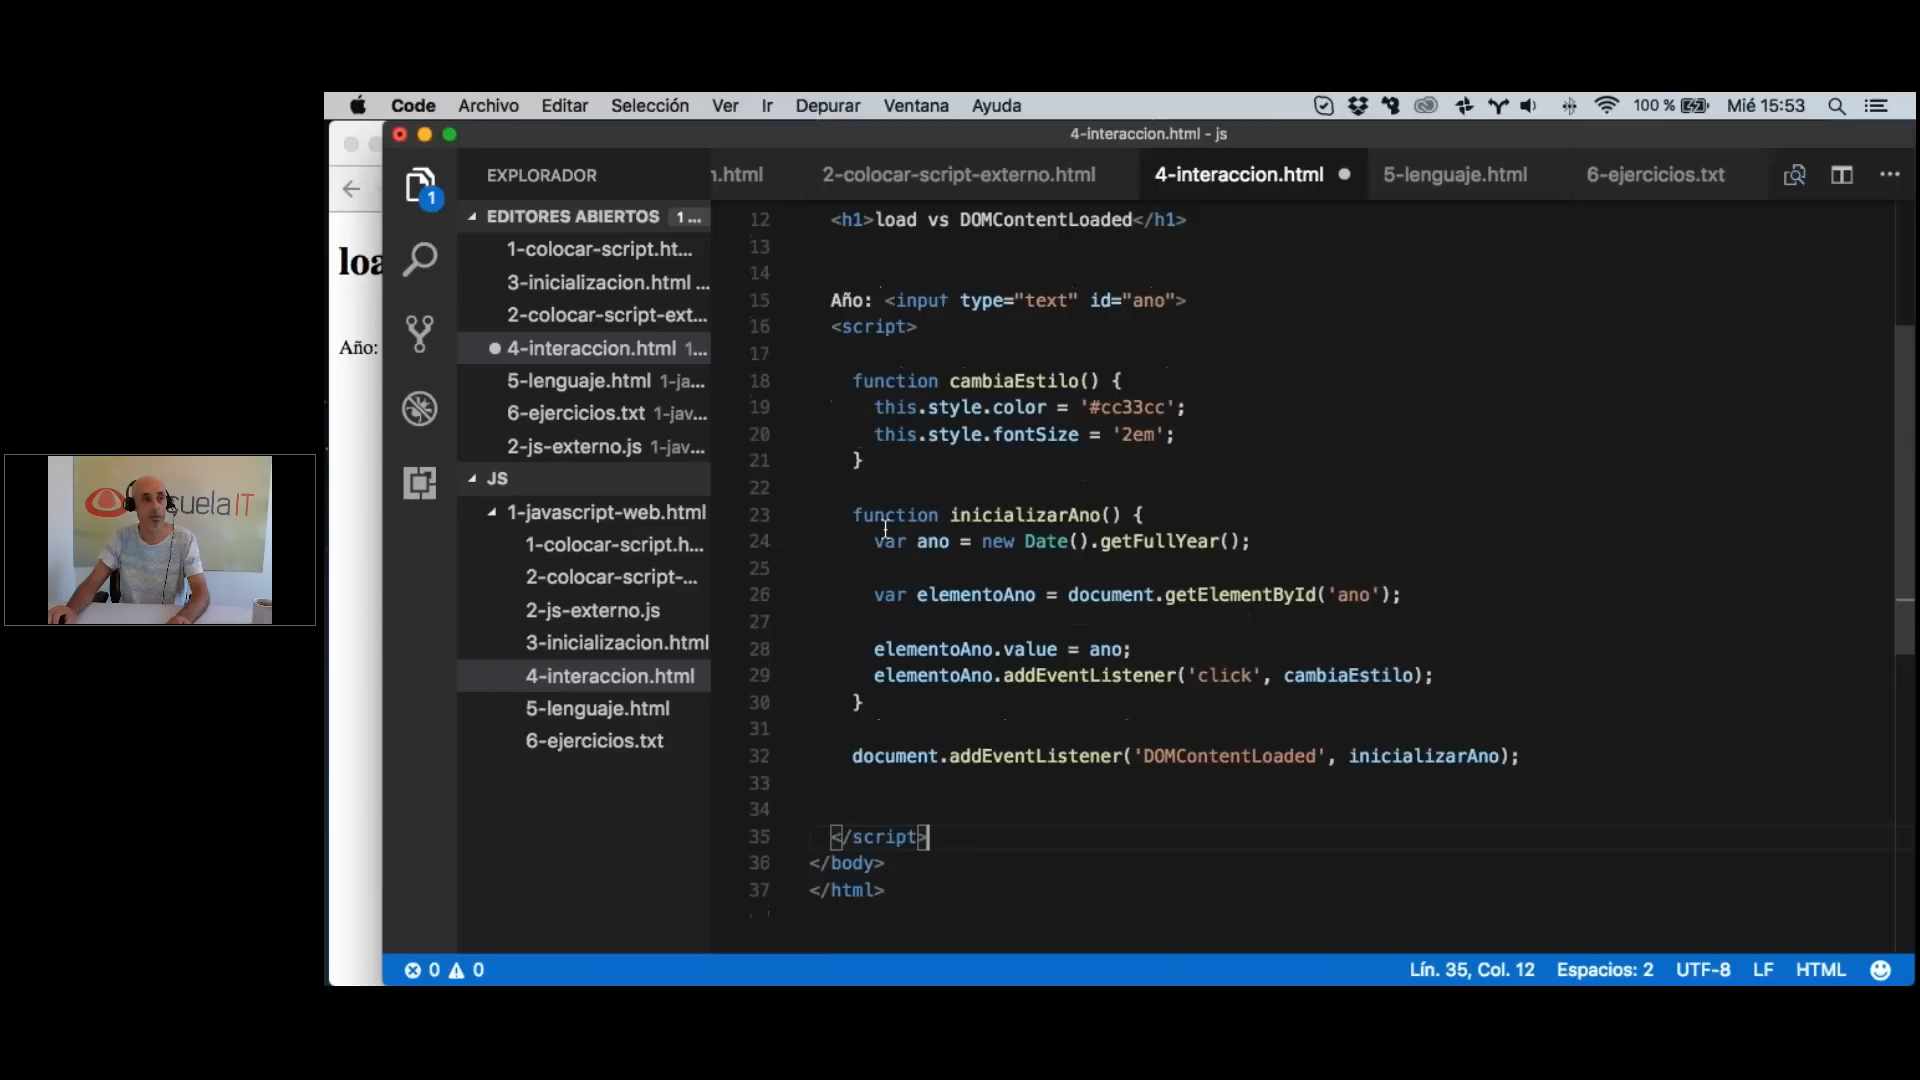 Code Archivo Editar Selección Ver Ir Depurar Ventana Ayuda 100 % Mié 15:53
4-interaccion.html - js
EXPLORADOR
n.html 2-colocar-script-externo.html 4-interaccion.html 5-lenguaje.html 6-ejercicios.txt
1
EDITORES ABIERTOS 1 ...
1-colocar-script.ht...
3-inicializacion.html ...
2-colocar-script-ext...
4-interaccion.html 1...
5-lenguaje.html 1-ja...
6-ejercicios.txt 1-jav...
2-js-externo.js 1-jav...
JS
1-javascript-web.html
1-colocar-script.h...
2-colocar-script-...
2-js-externo.js
3-inicializacion.html
4-interaccion.html
5-lenguaje.html
6-ejercicios.txt
loa
Año:
escuelaIT
12 <h1>load vs DOMContentLoaded</h1>
13
14
15 Año: <input type="text" id="ano">
16 <script>
17
18 function cambiaEstilo() {
19 this.style.color = '#cc33cc';
20 this.style.fontSize = '2em';
21 }
22
23 function inicializarAno() {
24 var ano = new Date().getFullYear();
25
26 var elementoAno = document.getElementById('ano');
27
28 elementoAno.value = ano;
29 elementoAno.addEventListener('click', cambiaEstilo);
30 }
31
32 document.addEventListener('DOMContentLoaded', inicializarAno);
33
34
35 </script>
36 </body>
37 </html>
0 0 Lín. 35, Col. 12 Espacios: 2 UTF-8 LF HTML